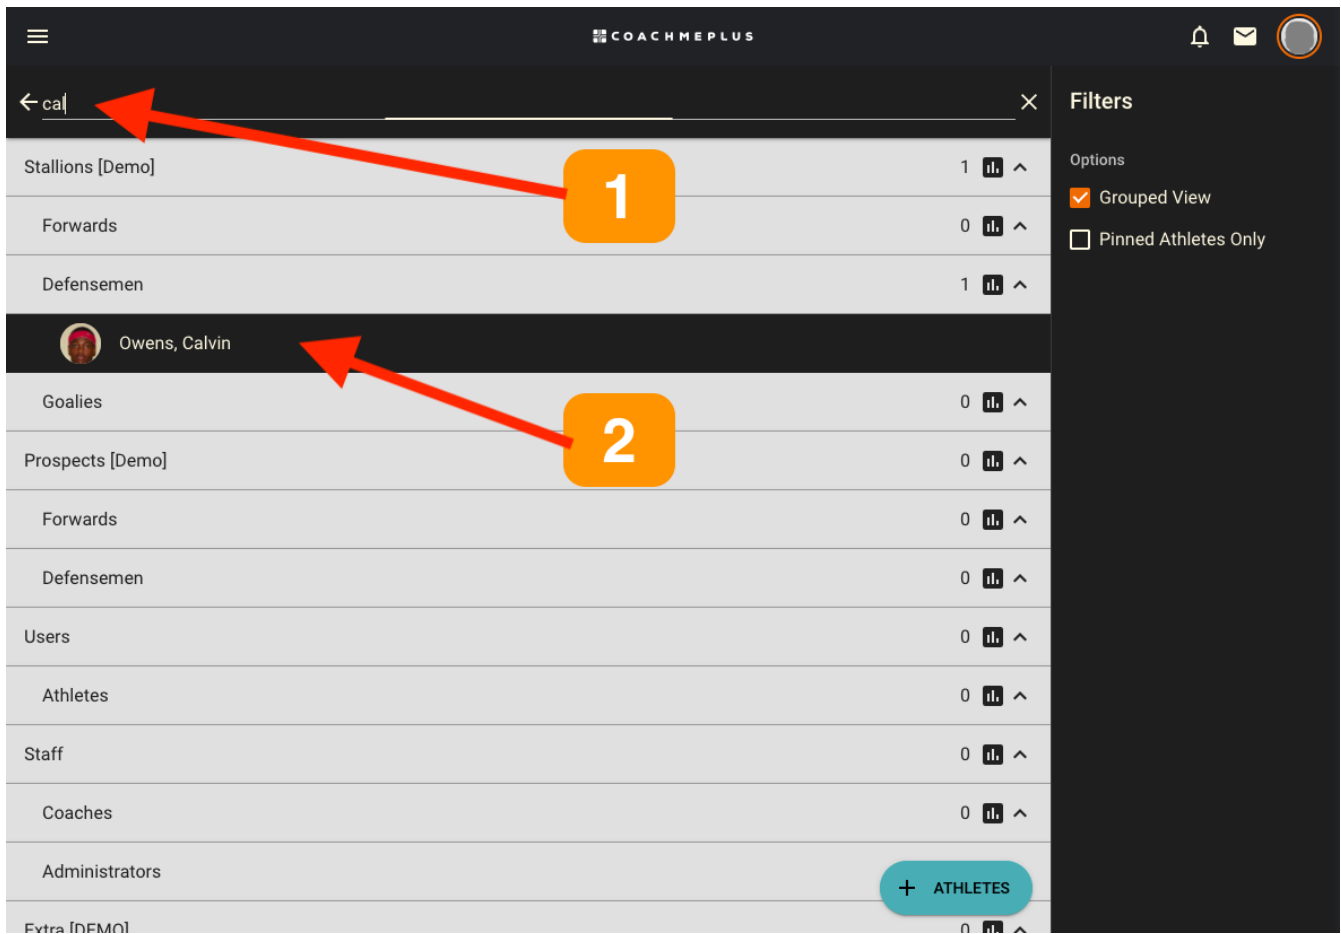 COACHMEPLUS
cal
Filters
Stallions [Demo] 1
Options
1
Grouped View
Forwards 0
Pinned Athletes Only
Defensemen 1
Owens, Calvin
Goalies 0
2
Prospects [Demo] 0
Forwards 0
Defensemen 0
Users 0
Athletes 0
Staff 0
Coaches 0
Administrators
+ ATHLETES
Extra [DEMO] 0